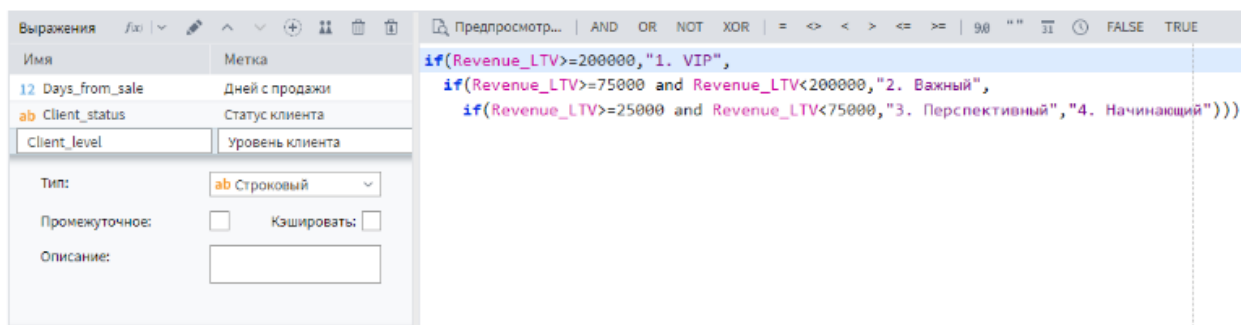 Выражения f(x) Предпросмотр... AND OR NOT XOR = <> < > <= >= 9,0 "" 31 FALSE TRUE
Имя Метка
12 Days_from_sale Дней с продажи
ab Client_status Статус клиента
Client_level Уровень клиента
Тип: ab Строковый
Промежуточное: Кэшировать:
Описание:
if(Revenue_LTV>=200000,"1. VIP",
if(Revenue_LTV>=75000 and Revenue_LTV<200000,"2. Важный",
if(Revenue_LTV>=25000 and Revenue_LTV<75000,"3. Перспективный","4. Начинающий")))